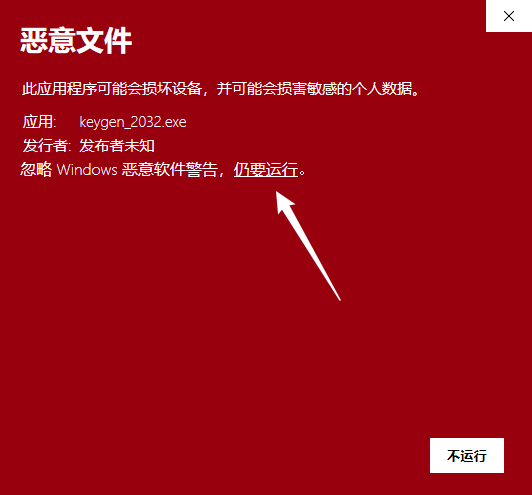 恶意文件
此应用程序可能会损坏设备，并可能会损害敏感的个人数据。
应用: keygen_2032.exe
发行者: 发布者未知
忽略 Windows 恶意软件警告，仍要运行。
不运行